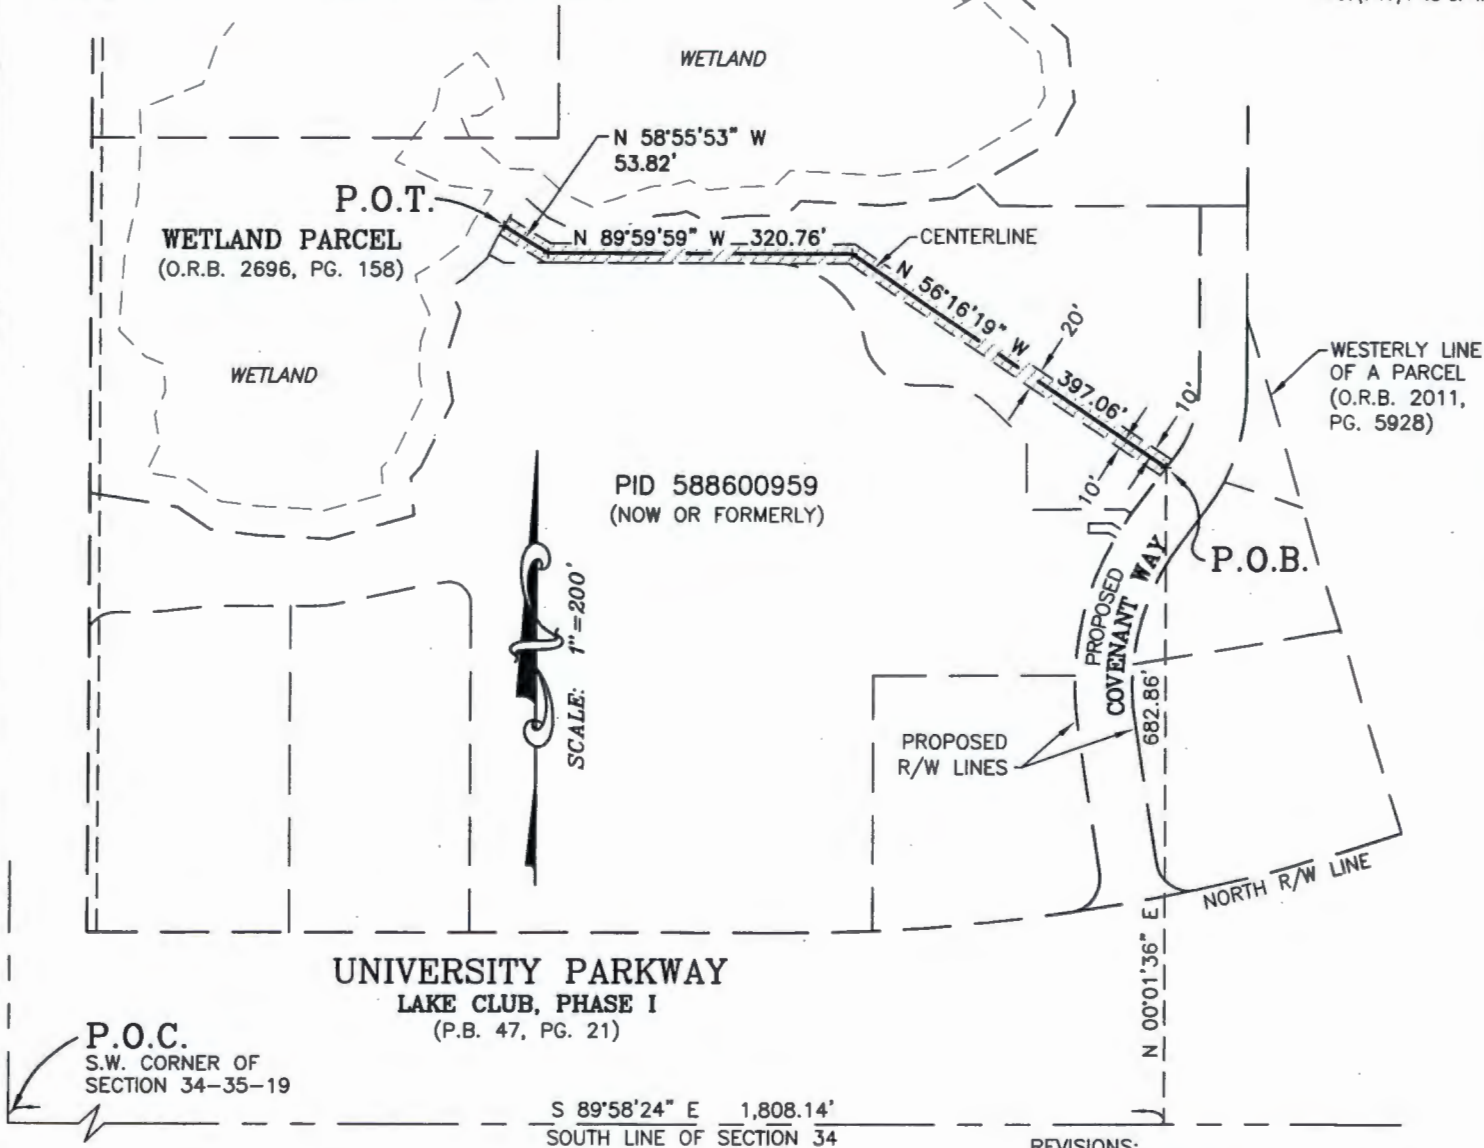 WETLAND
N 58°55'53" W
53.82'
P.O.T.
WETLAND PARCEL
(O.R.B. 2696, PG. 158)
N 89°59'59" W 320.76'
CENTERLINE
N 56°16'19" W
397.06'
20'
10'
10'
WESTERLY LINE
OF A PARCEL
(O.R.B. 2011,
PG. 5928)
WETLAND
PID 588600959
(NOW OR FORMERLY)
P.O.B.
SCALE: 1"=200'
PROPOSED
COVENANT WAY
682.86'
PROPOSED
R/W LINES
NORTH R/W LINE
N 00°01'36" E
UNIVERSITY PARKWAY
LAKE CLUB, PHASE I
(P.B. 47, PG. 21)
P.O.C.
S.W. CORNER OF
SECTION 34-35-19
S 89°58'24" E 1,808.14'
SOUTH LINE OF SECTION 34
REVISIONS: